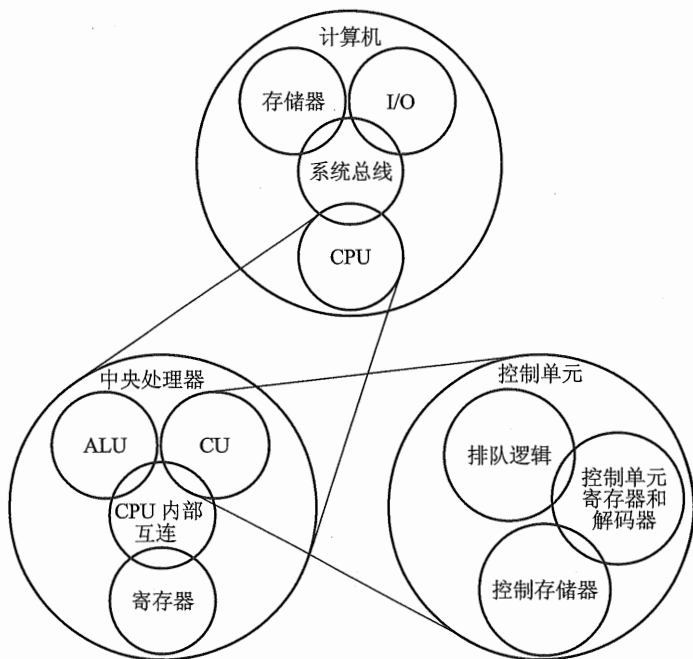 计算机
存储器
I/O
系统总线
CPU
中央处理器
ALU
CU
CPU 内部
互连
寄存器
控制单元
排队逻辑
控制单元
寄存器和
解码器
控制存储器